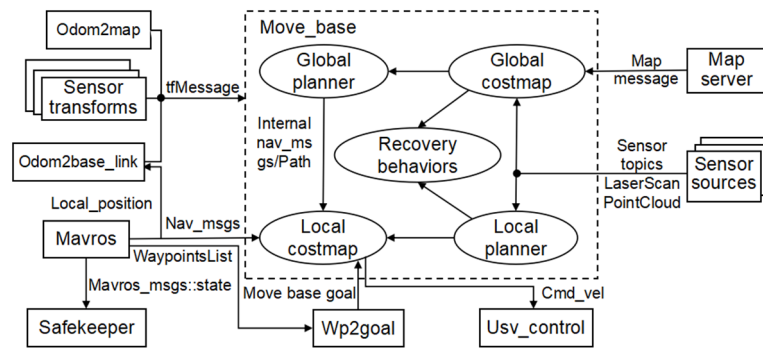 Odom2map
Sensor
transforms
tfMessage
Odom2base_link
Local_position
Mavros
Nav_msgs
WaypointsList
Mavros_msgs::state
Safekeeper
Move_base
Global
planner
Global
costmap
Internal
nav_ms
gs/Path
Recovery
behaviors
Local
costmap
Local
planner
Move base goal
Wp2goal
Cmd_vel
Usv_control
Map
message
Map
server
Sensor
topics
LaserScan
PointCloud
Sensor
sources